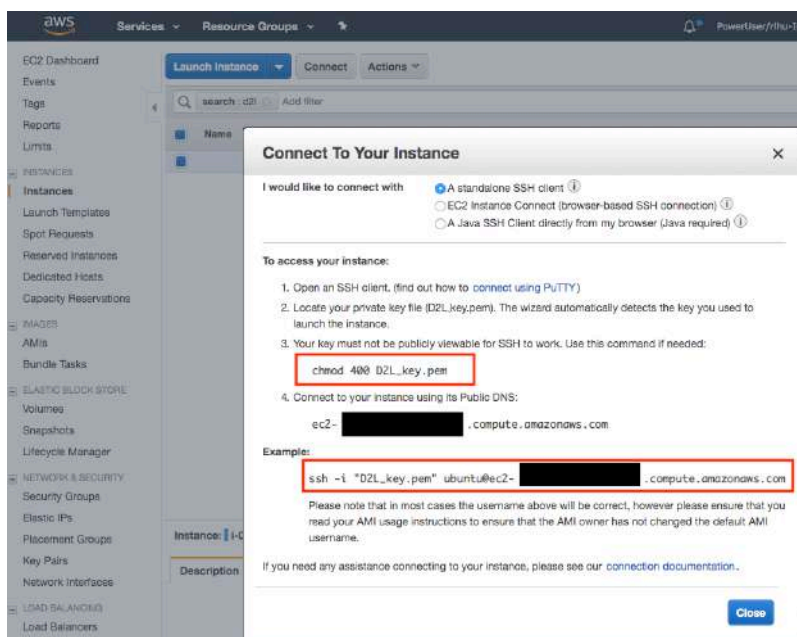 aws
Services
Resource Groups
PowerUser/rlhu-
EC2 Dashboard
Events
Tags
Reports
Limits
INSTANCES
Instances
Launch Templates
Spot Requests
Reserved Instances
Dedicated Hosts
Capacity Reservations
IMAGES
AMIs
Bundle Tasks
ELASTIC BLOCK STORE
Volumes
Snapshots
Lifecycle Manager
NETWORK & SECURITY
Security Groups
Elastic IPs
Placement Groups
Key Pairs
Network Interfaces
LOAD BALANCING
Load Balancers
Launch Instance
Connect
Actions
search : d2l
Add filter
Name
Instance:
Description
Connect To Your Instance
I would like to connect with
A standalone SSH client
EC2 Instance Connect (browser-based SSH connection)
A Java SSH Client directly from my browser (Java required)
To access your instance:
1. Open an SSH client. (find out how to connect using PuTTY)
2. Locate your private key file (D2L_key.pem). The wizard automatically detects the key you used to
launch the instance.
3. Your key must not be publicly viewable for SSH to work. Use this command if needed:
chmod 400 D2L_key.pem
4. Connect to your instance using its Public DNS:
ec2- .compute.amazonaws.com
Example:
ssh -i "D2L_key.pem" ubuntu@ec2- .compute.amazonaws.com
Please note that in most cases the username above will be correct, however please ensure that you
read your AMI usage instructions to ensure that the AMI owner has not changed the default AMI
username.
If you need any assistance connecting to your instance, please see our connection documentation.
Close